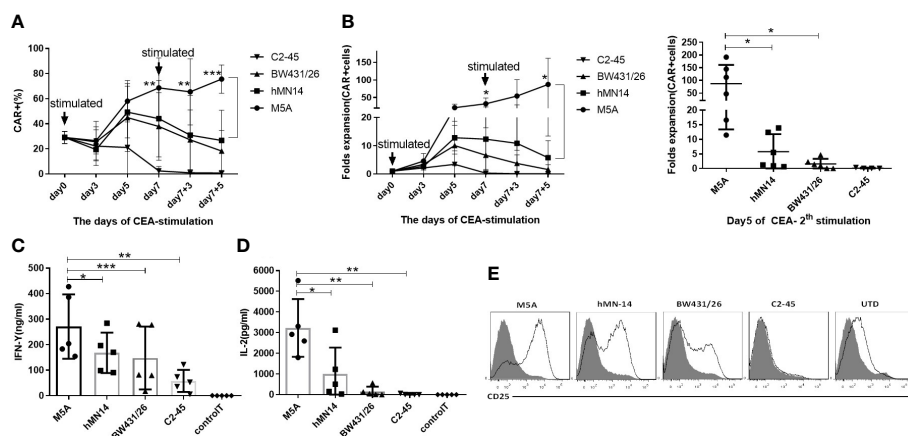 A
stimulated
stimulated
C2-45
BW431/26
hMN14
M5A
CAR+(%)
100
80
60
40
20
0
** ** ***
day0 day3 day5 day7 day7+3 day7+5
The days of CEA-stimulation
B
stimulated
stimulated
C2-45
BW431/26
hMN14
M5A
Folds expansion(CAR+cells)
250
200
150
100
50
10
5
0
* *
day0 day3 day5 day7 day7+3 day7+5
The days of CEA-stimulation
Folds expansion(CAR+cells)
250
200
150
100
50
20
15
10
5
0
*
*
M5A hMN14 BW431/26 C2-45
Day5 of CEA- 2th stimulation
C
IFN-Y(ng/ml)
500
400
300
200
100
0
**
***
*
M5A hMN14 BW431/26 C2-45 controlT
D
IL-2(pg/ml)
6000
5000
4000
3000
2000
1000
0
**
**
*
M5A hMN14 BW431/26 C2-45 controlT
E
M5A hMN-14 BW431/26 C2-45 UTD
CD25